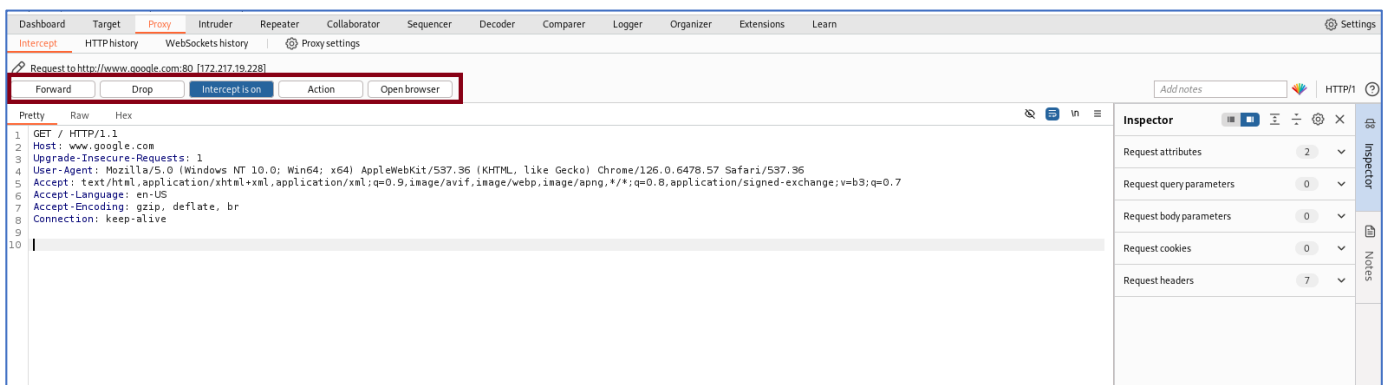 Dashboard Target Proxy Intruder Repeater Collaborator Sequencer Decoder Comparer Logger Organizer Extensions Learn Settings
Intercept HTTP history WebSockets history Proxy settings
Request to http://www.google.com:80 [172.217.19.228]
Forward Drop Intercept is on Action Open browser Add notes HTTP/1
Pretty Raw Hex \n
1 GET / HTTP/1.1
2 Host: www.google.com
3 Upgrade-Insecure-Requests: 1
4 User-Agent: Mozilla/5.0 (Windows NT 10.0; Win64; x64) AppleWebKit/537.36 (KHTML, like Gecko) Chrome/126.0.6478.57 Safari/537.36
5 Accept: text/html,application/xhtml+xml,application/xml;q=0.9,image/avif,image/webp,image/apng,*/*;q=0.8,application/signed-exchange;v=b3;q=0.7
6 Accept-Language: en-US
7 Accept-Encoding: gzip, deflate, br
8 Connection: keep-alive
9
10
Inspector
Request attributes 2
Request query parameters 0
Request body parameters 0
Request cookies 0
Request headers 7
Inspector
Notes